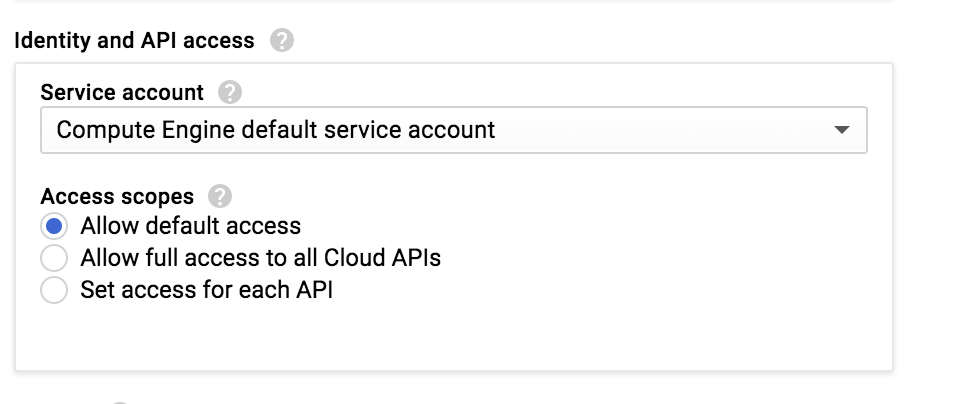 Identity and API access ?
Service account ?
Compute Engine default service account
Access scopes ?
Allow default access
Allow full access to all Cloud APIs
Set access for each API